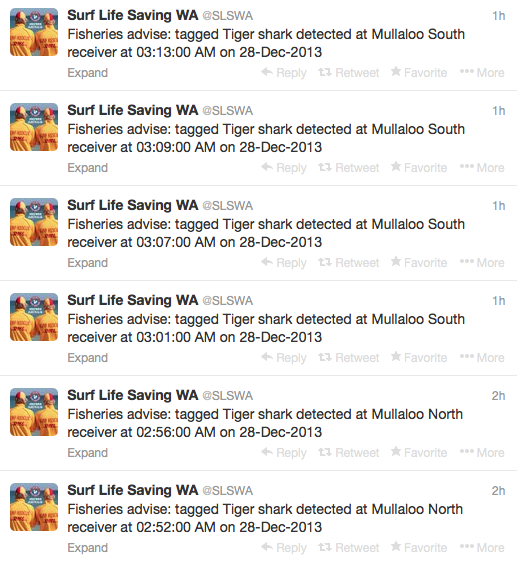 Surf Life Saving WA @SLSWA 1h
Fisheries advise: tagged Tiger shark detected at Mullaloo South
receiver at 03:13:00 AM on 28-Dec-2013
Expand Reply Retweet Favorite More
Surf Life Saving WA @SLSWA 1h
Fisheries advise: tagged Tiger shark detected at Mullaloo South
receiver at 03:09:00 AM on 28-Dec-2013
Expand Reply Retweet Favorite More
Surf Life Saving WA @SLSWA 1h
Fisheries advise: tagged Tiger shark detected at Mullaloo South
receiver at 03:07:00 AM on 28-Dec-2013
Expand Reply Retweet Favorite More
Surf Life Saving WA @SLSWA 1h
Fisheries advise: tagged Tiger shark detected at Mullaloo South
receiver at 03:01:00 AM on 28-Dec-2013
Expand Reply Retweet Favorite More
Surf Life Saving WA @SLSWA 2h
Fisheries advise: tagged Tiger shark detected at Mullaloo North
receiver at 02:56:00 AM on 28-Dec-2013
Expand Reply Retweet Favorite More
Surf Life Saving WA @SLSWA 2h
Fisheries advise: tagged Tiger shark detected at Mullaloo North
receiver at 02:52:00 AM on 28-Dec-2013
Expand Reply Retweet Favorite More